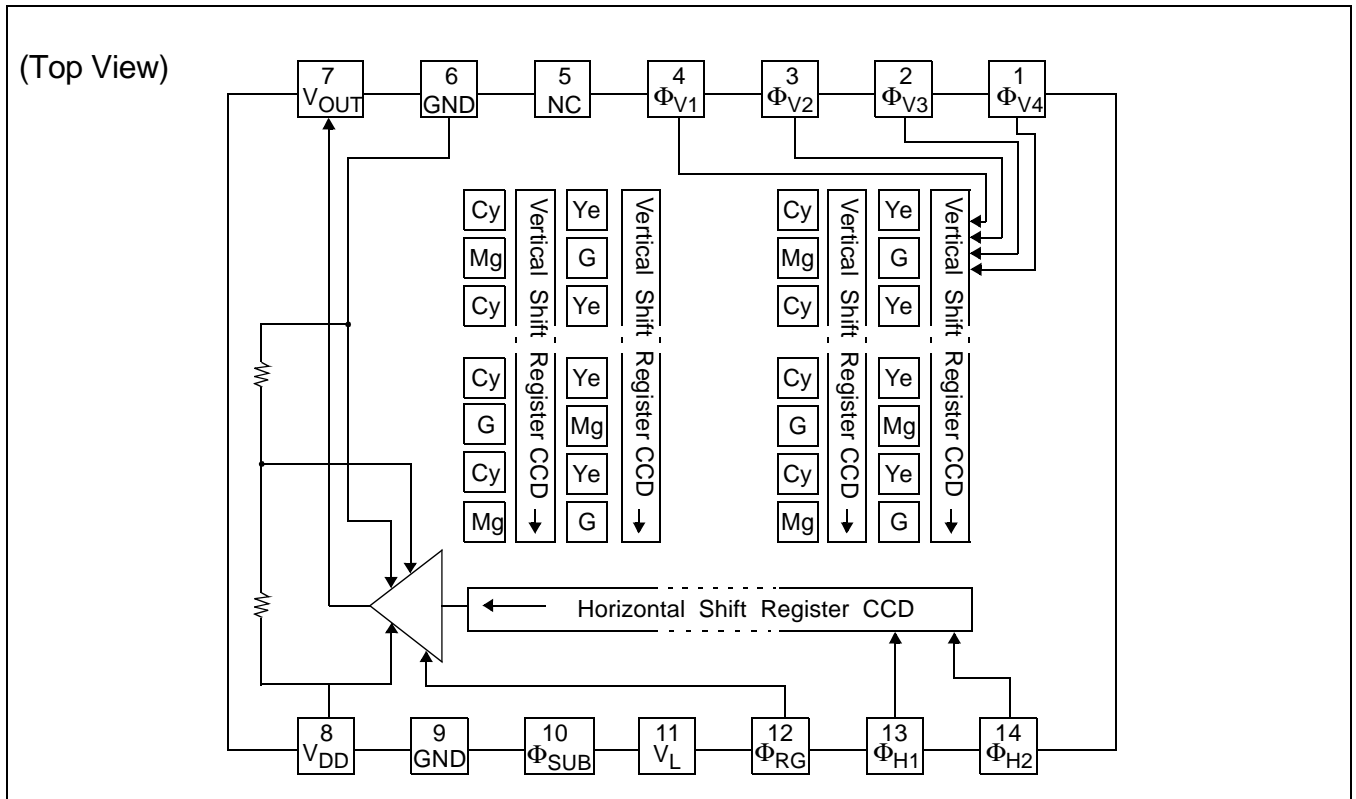 (Top View)
7 6 5 4 3 2 1
VOUT GND NC ΦV1 ΦV2 ΦV3 ΦV4
Cy Vertical Shift Register CCD Ye Vertical Shift Register CCD Cy Vertical Shift Register CCD Ye Vertical Shift Register CCD
Mg G Mg G
Cy Ye Cy Ye
Cy Ye Cy Ye
G Mg G Mg
Cy Ye Cy Ye
Mg G Mg G
Horizontal Shift Register CCD
8 9 10 11 12 13 14
VDD GND ΦSUB VL ΦRG ΦH1 ΦH2